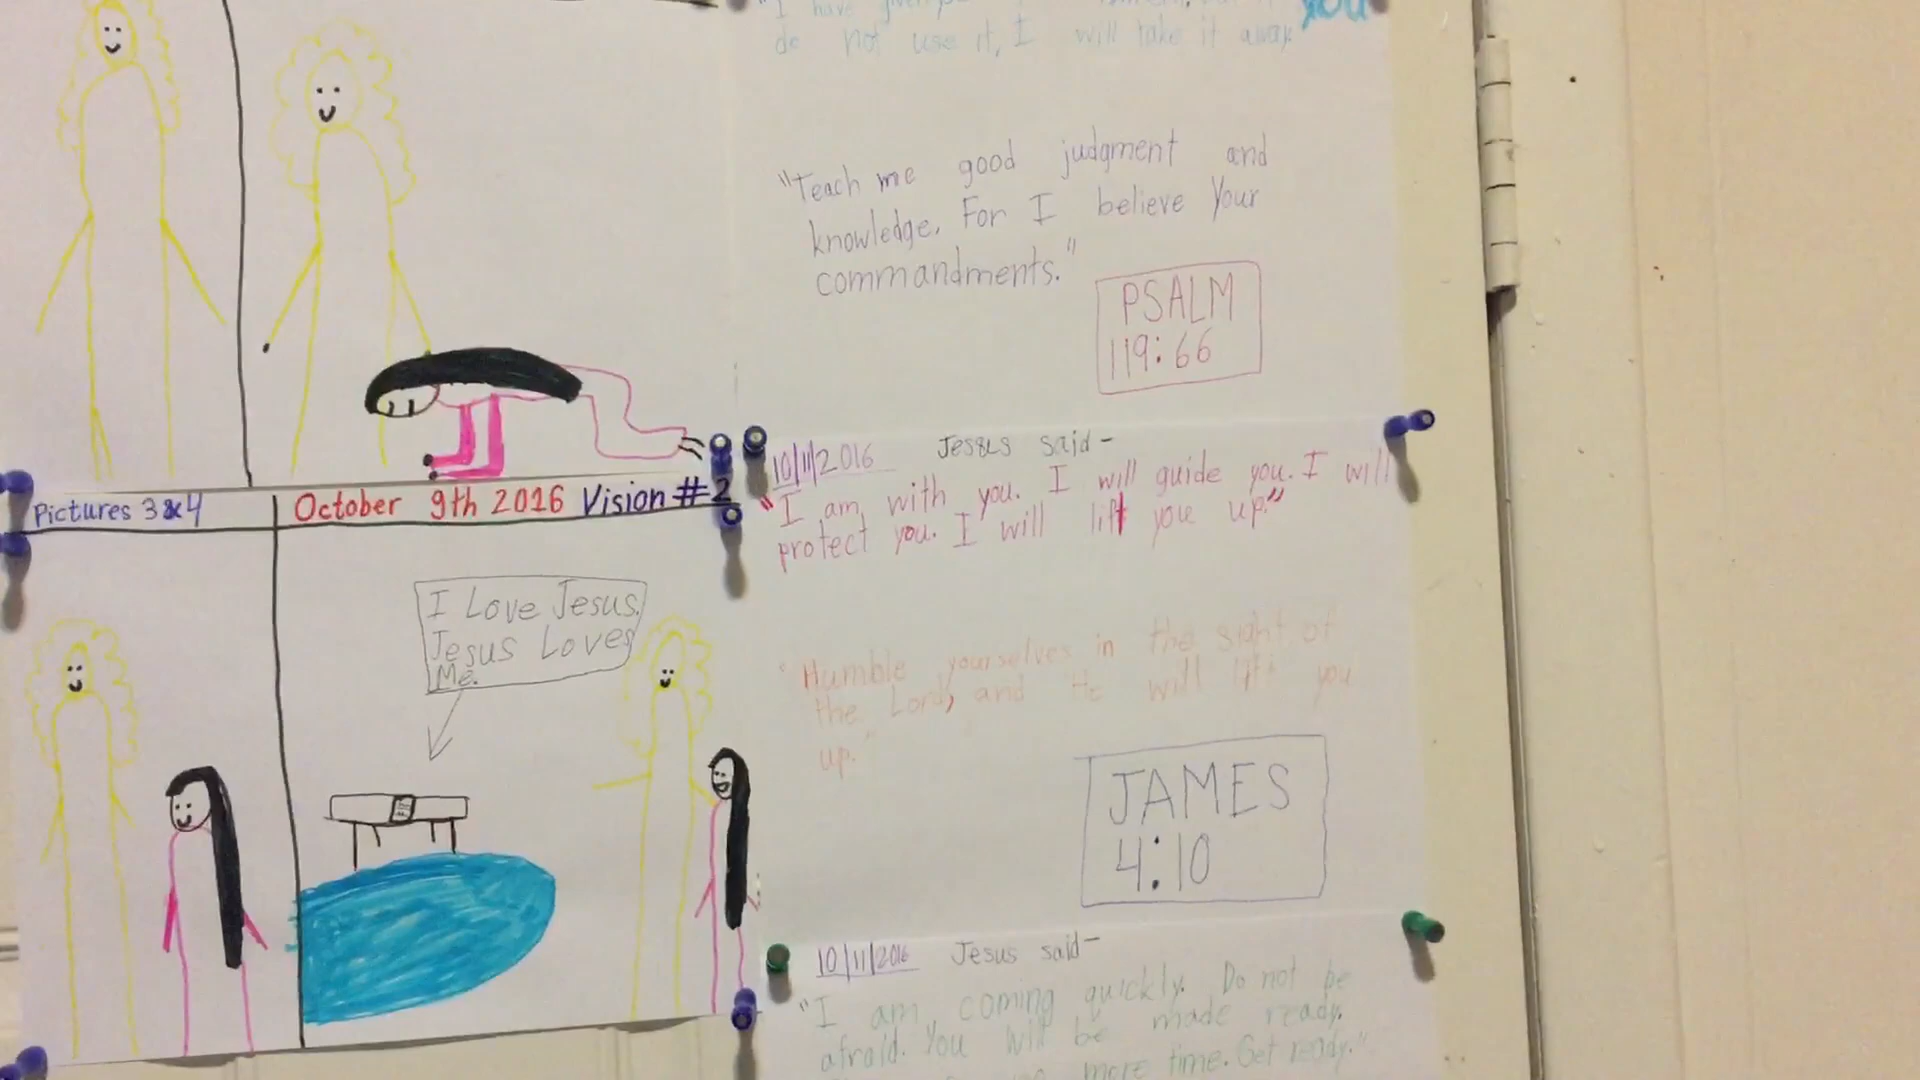 Pictures 3 & 4
October 9th 2016 Vision #2
I Love Jesus.
Jesus Loves
Me.
"I have
you
do not use it, I will take it away.
"Teach me good judgment and
knowledge, For I believe Your
commandments."
PSALM
119:66
10/11/2016 Jesus said-
"I am with you. I will guide you. I will
protect you. I will lift you up."
"Humble yourselves in the sight of
the Lord, and He will lift you
up."
JAMES
4:10
10/11/2016 Jesus said-
"I am coming quickly. Do not be
afraid. You will be made ready.
more time. Get ready."